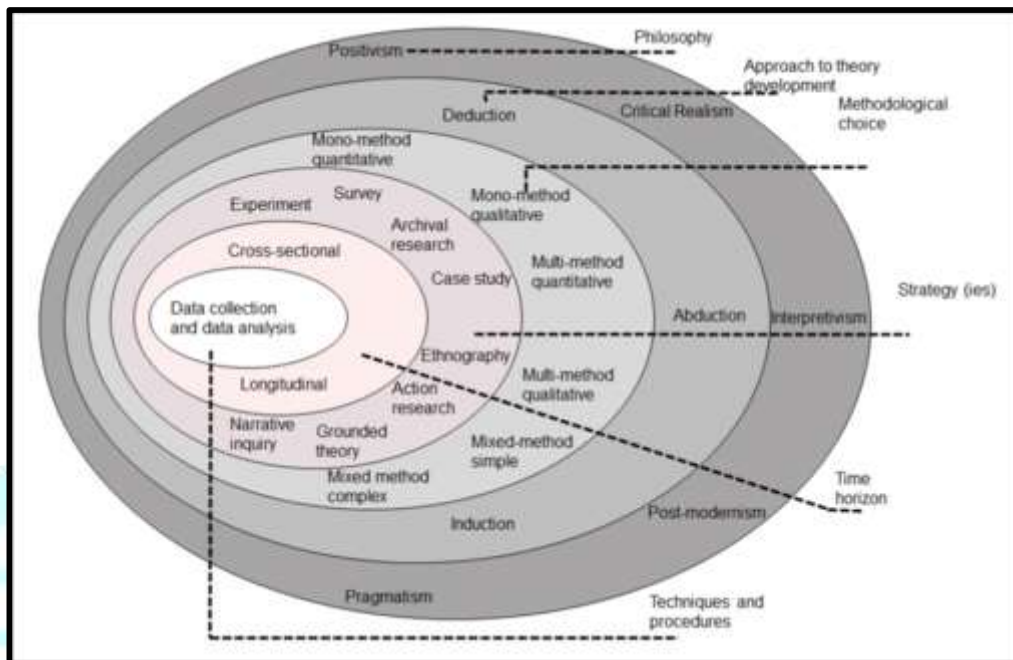 Positivism
Philosophy
Approach to theory
development
Deduction
Critical Realism
Methodological
choice
Mono-method
quantitative
Mono-method
qualitative
Experiment
Survey
Archival
research
Cross-sectional
Case study
Multi-method
quantitative
Strategy (ies)
Data collection
and data analysis
Abduction
Interpretivism
Ethnography
Longitudinal
Action
research
Multi-method
qualitative
Narrative
inquiry
Grounded
theory
Mixed-method
simple
Mixed method
complex
Time
horizon
Induction
Post-modernism
Pragmatism
Techniques and
procedures